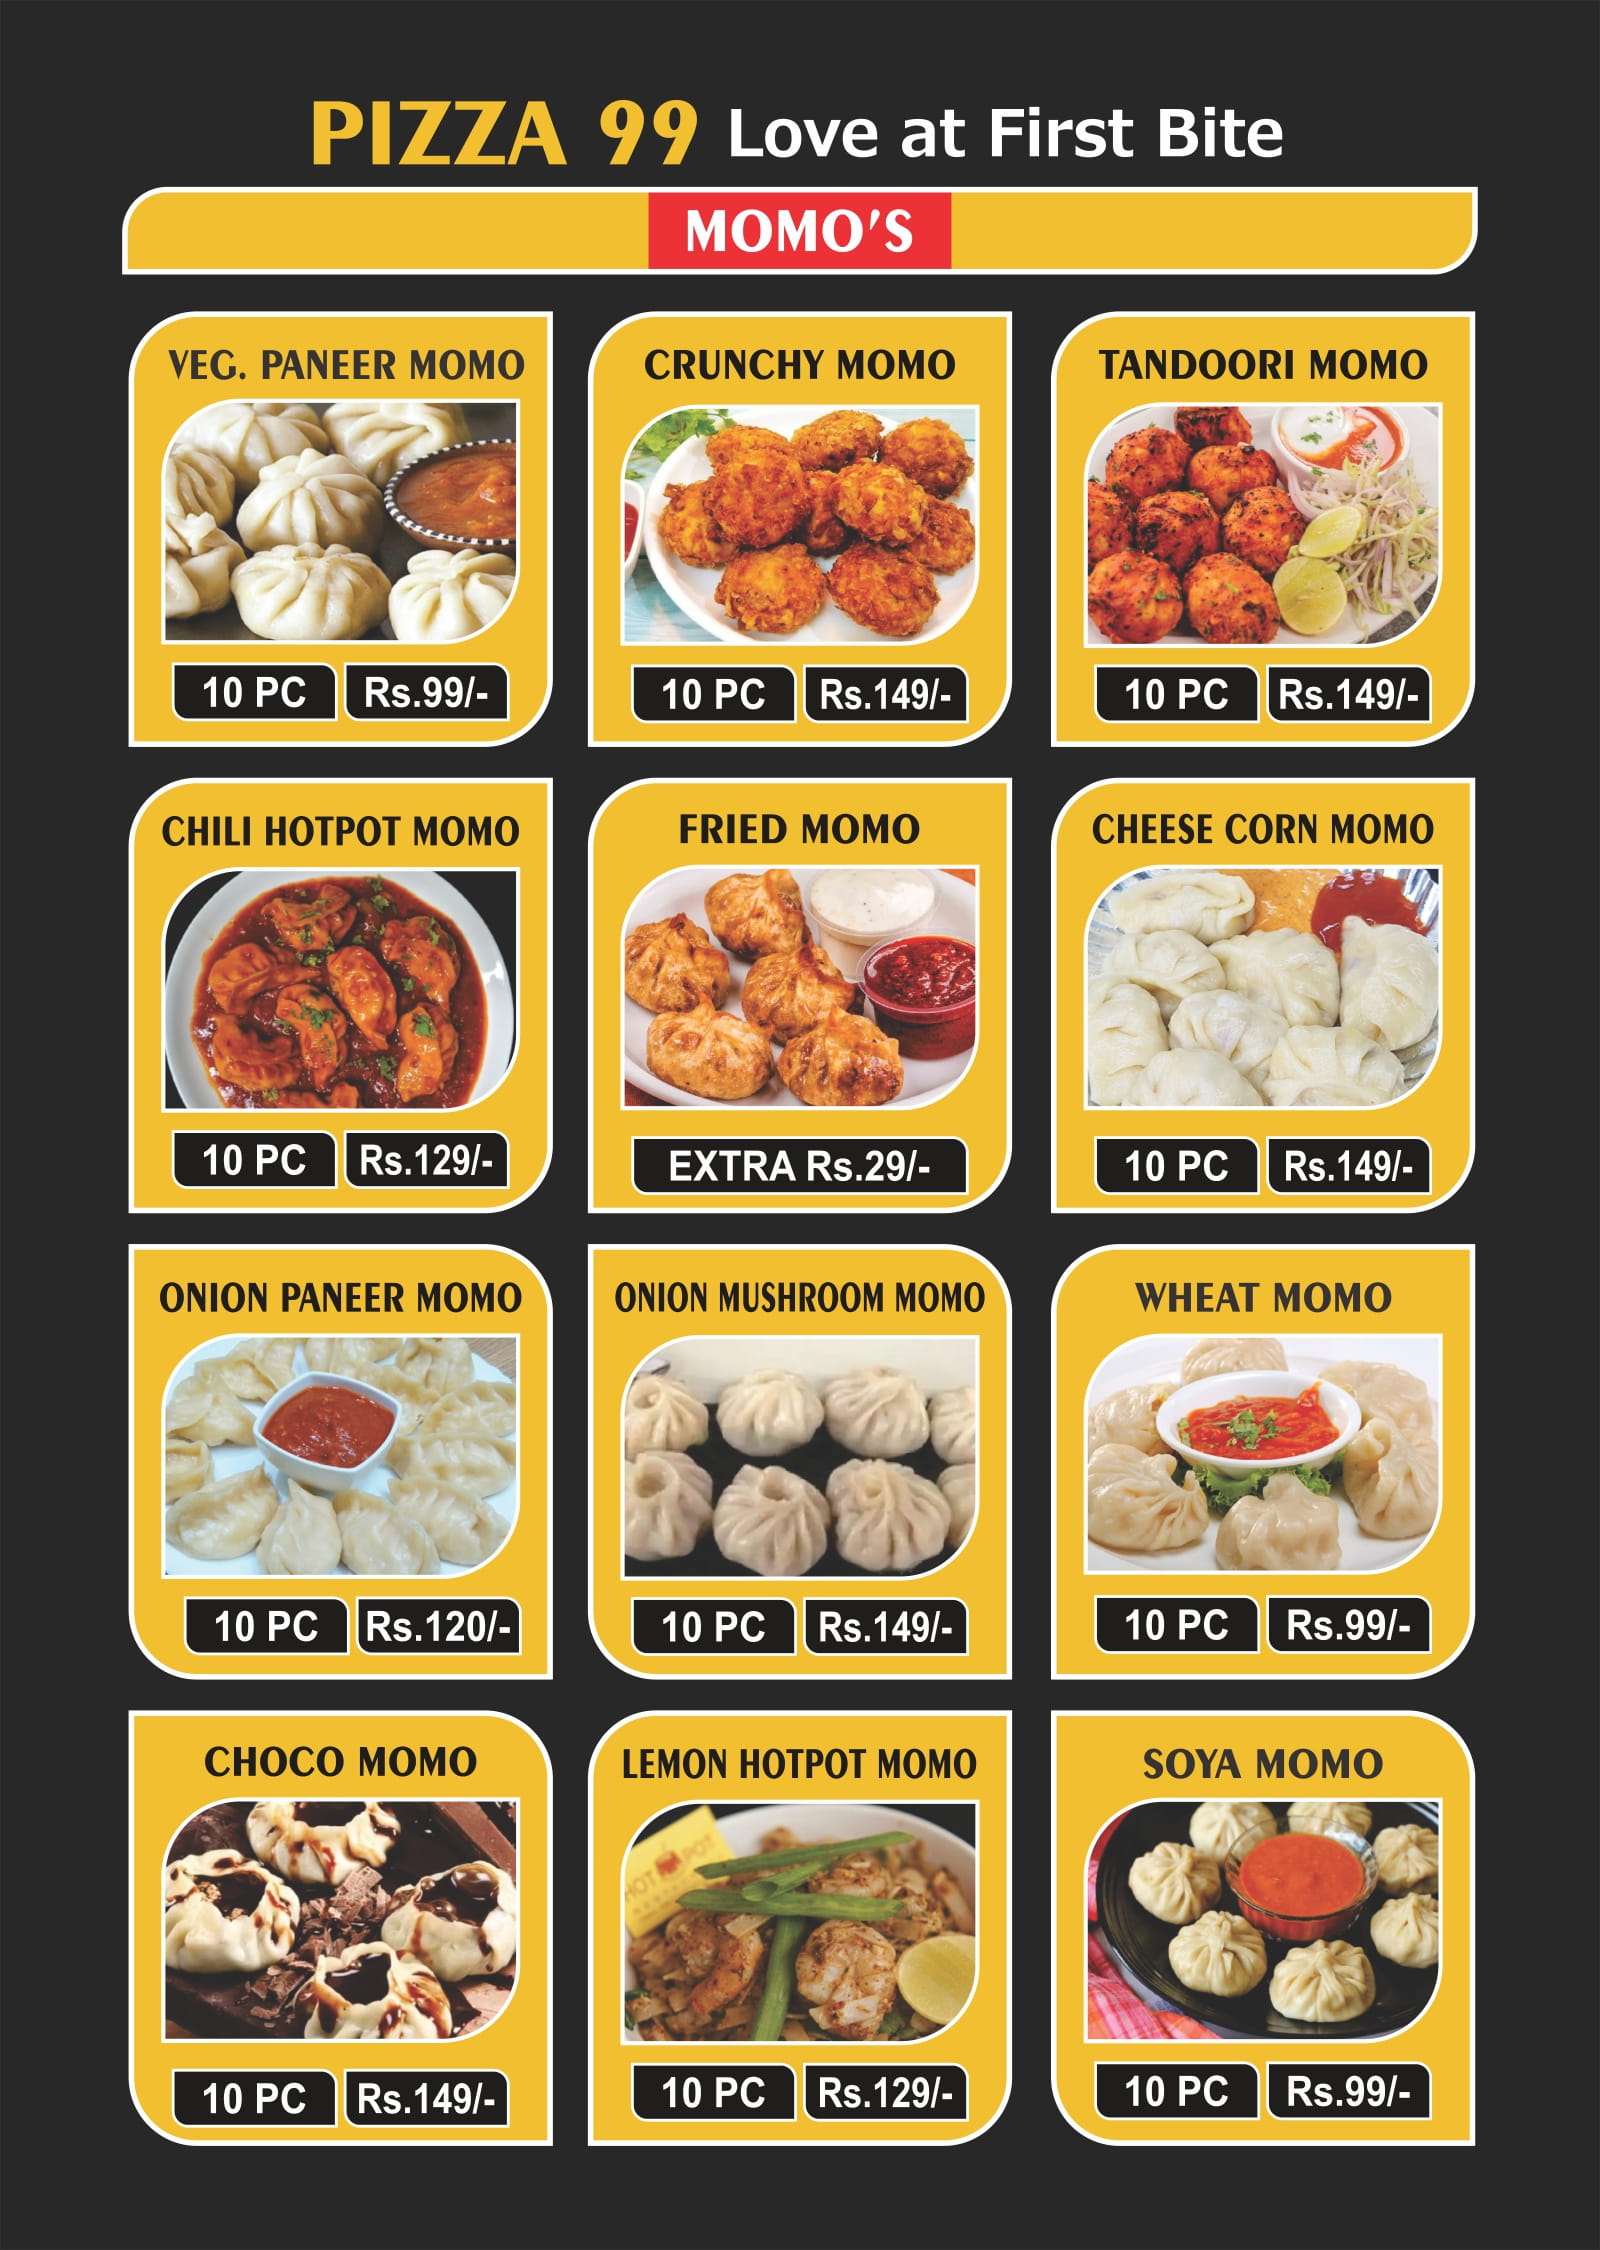 PIZZA 99 Love at First Bite
MOMO'S
VEG. PANEER MOMO
10 PC Rs.99/-
CRUNCHY MOMO
10 PC Rs.149/-
TANDOORI MOMO
10 PC Rs.149/-
CHILI HOTPOT MOMO
10 PC Rs.129/-
FRIED MOMO
EXTRA Rs.29/-
CHEESE CORN MOMO
10 PC Rs.149/-
ONION PANEER MOMO
10 PC Rs.120/-
ONION MUSHROOM MOMO
10 PC Rs.149/-
WHEAT MOMO
10 PC Rs.99/-
CHOCO MOMO
10 PC Rs.149/-
LEMON HOTPOT MOMO
HOT POT
10 PC Rs.129/-
SOYA MOMO
10 PC Rs.99/-